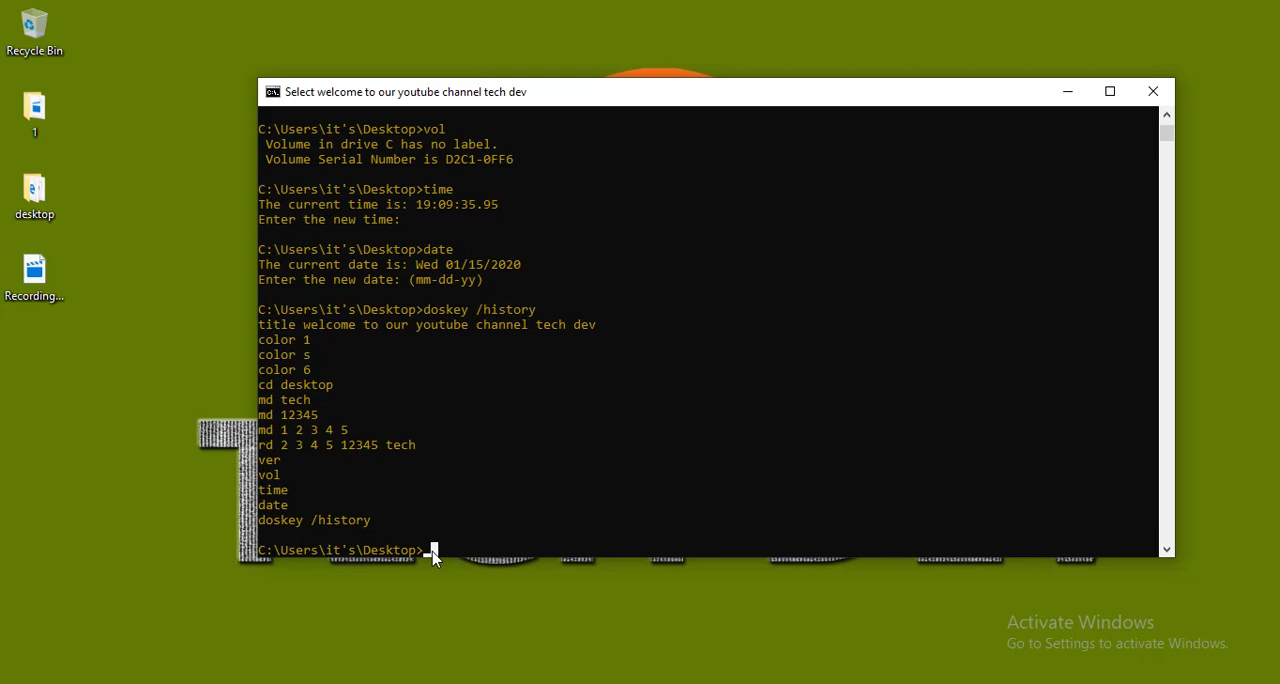 Recycle Bin
1
desktop
Recording...
Select welcome to our youtube channel tech dev
C:\Users\it's\Desktop>vol
Volume in drive C has no label.
Volume Serial Number is D2C1-0FF6
C:\Users\it's\Desktop>time
The current time is: 19:09:35.95
Enter the new time:
C:\Users\it's\Desktop>date
The current date is: Wed 01/15/2020
Enter the new date: (mm-dd-yy)
C:\Users\it's\Desktop>doskey /history
title welcome to our youtube channel tech dev
color 1
color s
color 6
cd desktop
md tech
md 12345
md 1 2 3 4 5
rd 2 3 4 5 12345 tech
ver
vol
time
date
doskey /history
C:\Users\it's\Desktop>_
Activate Windows
Go to Settings to activate Windows.